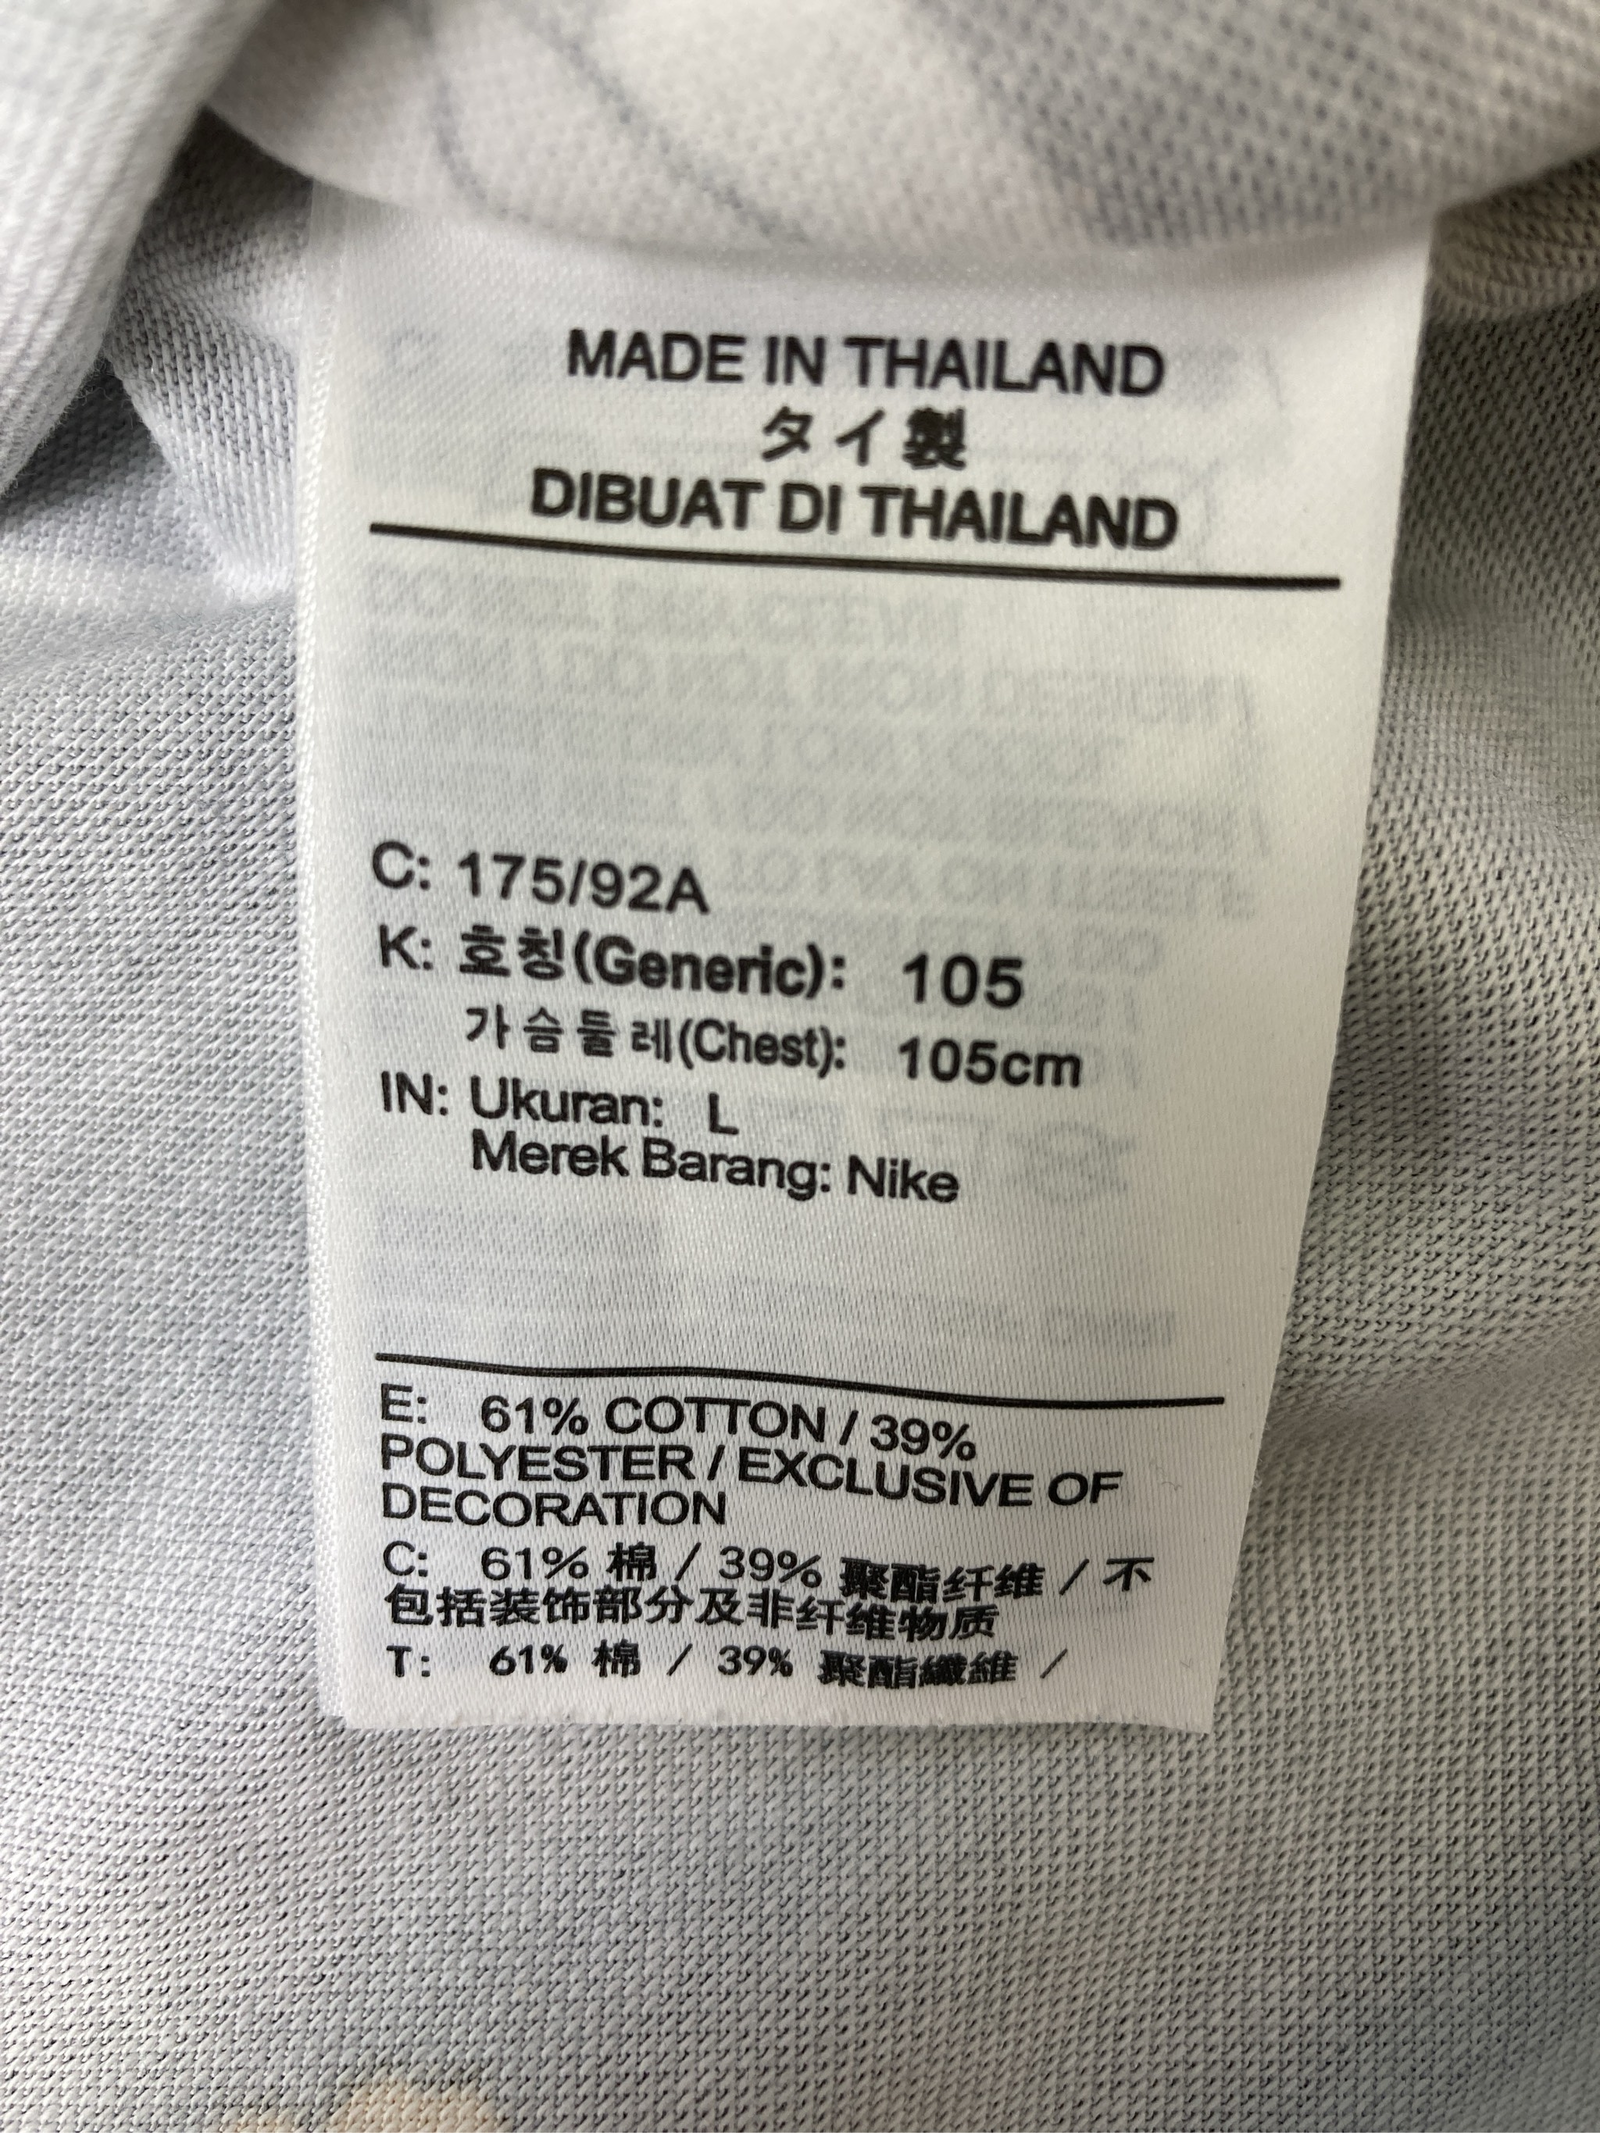 MADE IN THAILAND
タイ製
DIBUAT DI THAILAND
C: 175/92A
K: 호칭(Generic): 105
가슴둘레(Chest): 105cm
IN: Ukuran: L
Merek Barang: Nike
E: 61% COTTON / 39%
POLYESTER / EXCLUSIVE OF
DECORATION
C: 61% 棉 / 39% 聚酯纤维 / 不
包括装饰部分及非纤维物质
T: 61% 棉 / 39% 聚酯纖維 /